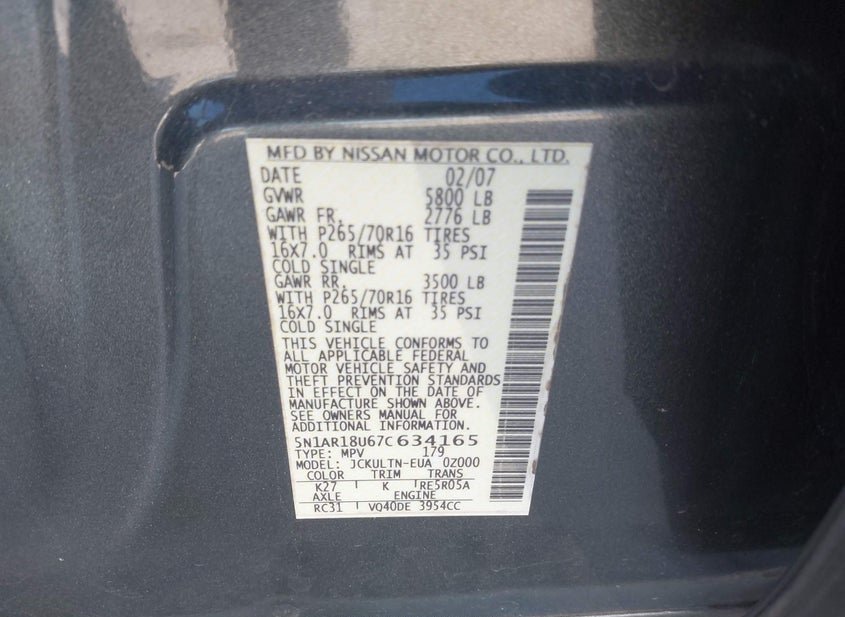 MFD BY NISSAN MOTOR CO., LTD.
DATE 02/07
GVWR 5800 LB
GAWR FR. 2776 LB
WITH P265/70R16 TIRES
16X7.0 RIMS AT 35 PSI
COLD SINGLE
GAWR RR. 3500 LB
WITH P265/70R16 TIRES
16X7.0 RIMS AT 35 PSI
COLD SINGLE
THIS VEHICLE CONFORMS TO
ALL APPLICABLE FEDERAL
MOTOR VEHICLE SAFETY AND
THEFT PREVENTION STANDARDS
IN EFFECT ON THE DATE OF
MANUFACTURE SHOWN ABOVE.
SEE OWNERS MANUAL FOR
ADDITIONAL INFORMATION.
5N1AR18U67C634165
TYPE: MPV 179
MODEL: JCKULTN-EUA 0Z000
COLOR TRIM TRANS
K27 K RE5R05A
AXLE ENGINE
RC31 VQ40DE 3954CC